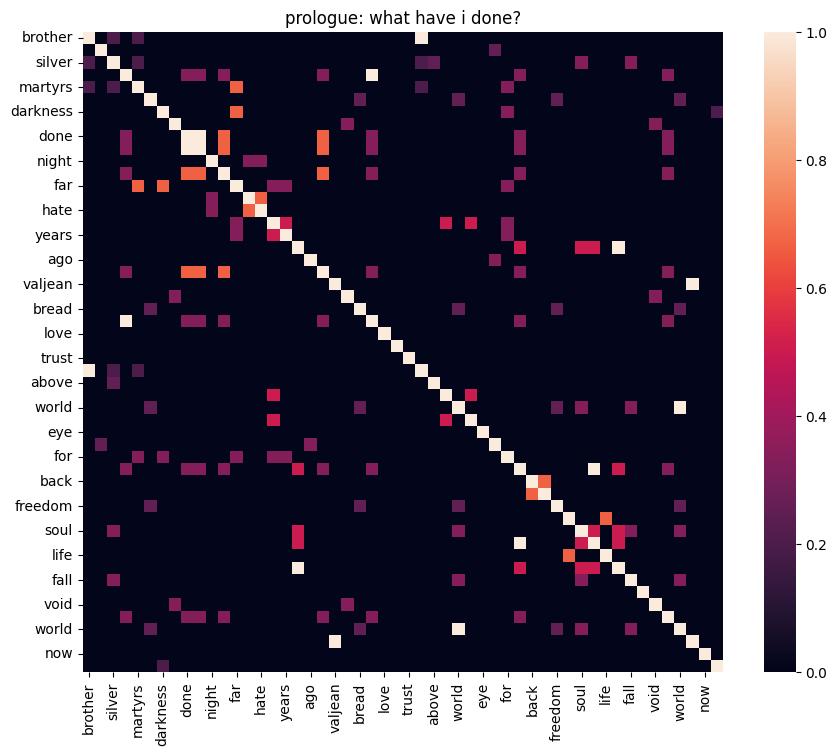 prologue: what have i done?
brother
silver
martyrs
darkness
done
night
far
hate
years
ago
valjean
bread
love
trust
above
world
eye
for
back
freedom
soul
life
fall
void
world
now
1.0
0.8
0.6
0.4
0.2
0.0
brother
silver
martyrs
darkness
done
night
far
hate
years
ago
valjean
bread
love
trust
above
world
eye
for
back
freedom
soul
life
fall
void
world
now